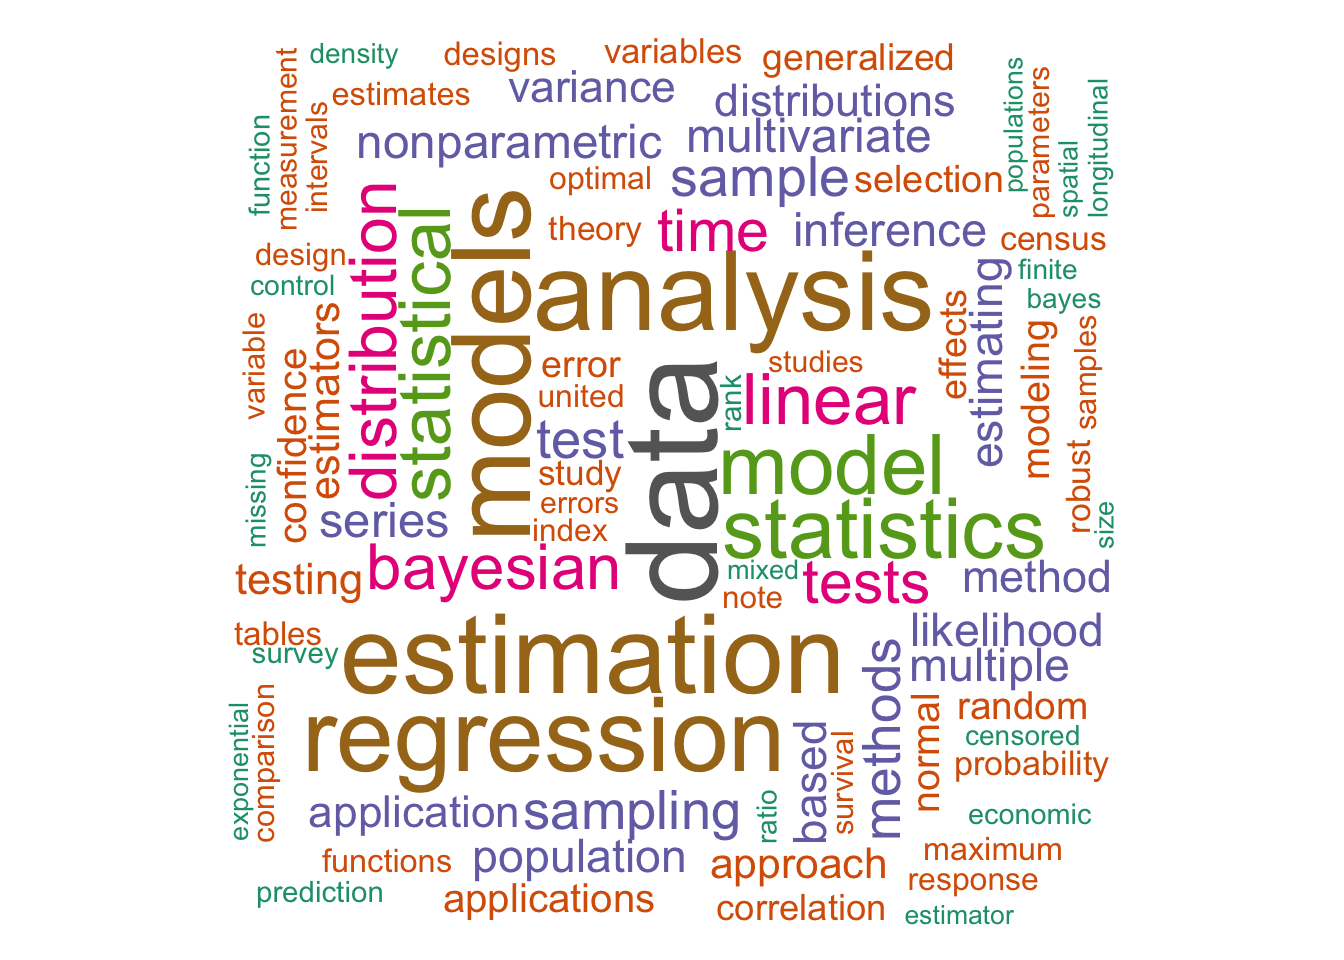 density
designs
variables
generalized
estimates
variance
distributions
nonparametric
multivariate
function
measurement
intervals
populations
parameters
spatial
longitudinal
optimal
sample
selection
distribution
statistical
models
theory
time
inference
census
design
control
analysis
finite
bayes
variable
confidence
estimators
error
united
test
study
errors
index
data
rank
studies
linear
effects
estimating
modeling
samples
model
robust
missing
series
statistics
size
testing
bayesian
mixed
note
tests
method
tables
survey
estimation
likelihood
multiple
methods
exponential
comparison
regression
based
survival
normal
random
censored
probability
application
sampling
ratio
economic
functions
population
approach
maximum
response
prediction
applications
correlation
estimator